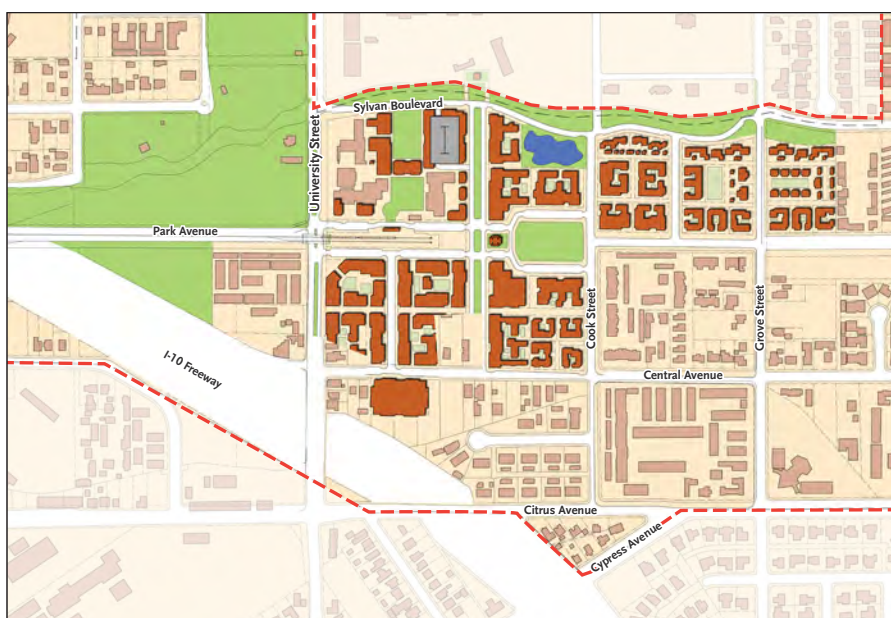 Sylvan Boulevard
University Street
Park Avenue
Cook Street
Grove Street
I-10 Freeway
Central Avenue
Citrus Avenue
Cypress Avenue